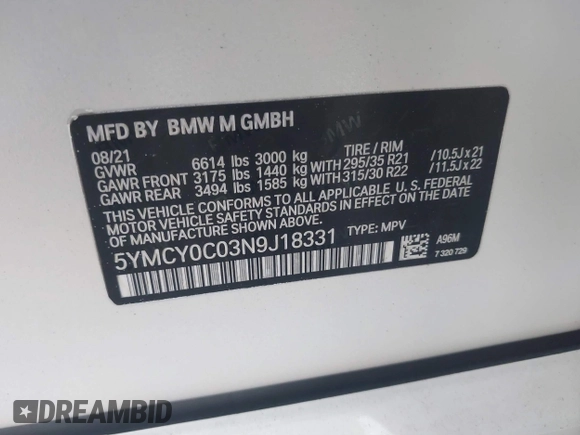 MFD BY BMW M GMBH
08/21 TIRE / RIM
GVWR 6614 lbs 3000 kg
GAWR FRONT 3175 lbs 1440 kg WITH 295/35 R21 /10.5J x 21
GAWR REAR 3494 lbs 1585 kg WITH 315/30 R22 /11.5J x 22
THIS VEHICLE CONFORMS TO ALL APPLICABLE U. S. FEDERAL
MOTOR VEHICLE SAFETY STANDARDS IN EFFECT ON THE
DATE OF MANUFACTURE SHOWN ABOVE.
5YMCY0C03N9J18331 TYPE: MPV
A96M
7 320 729
DREAMBID